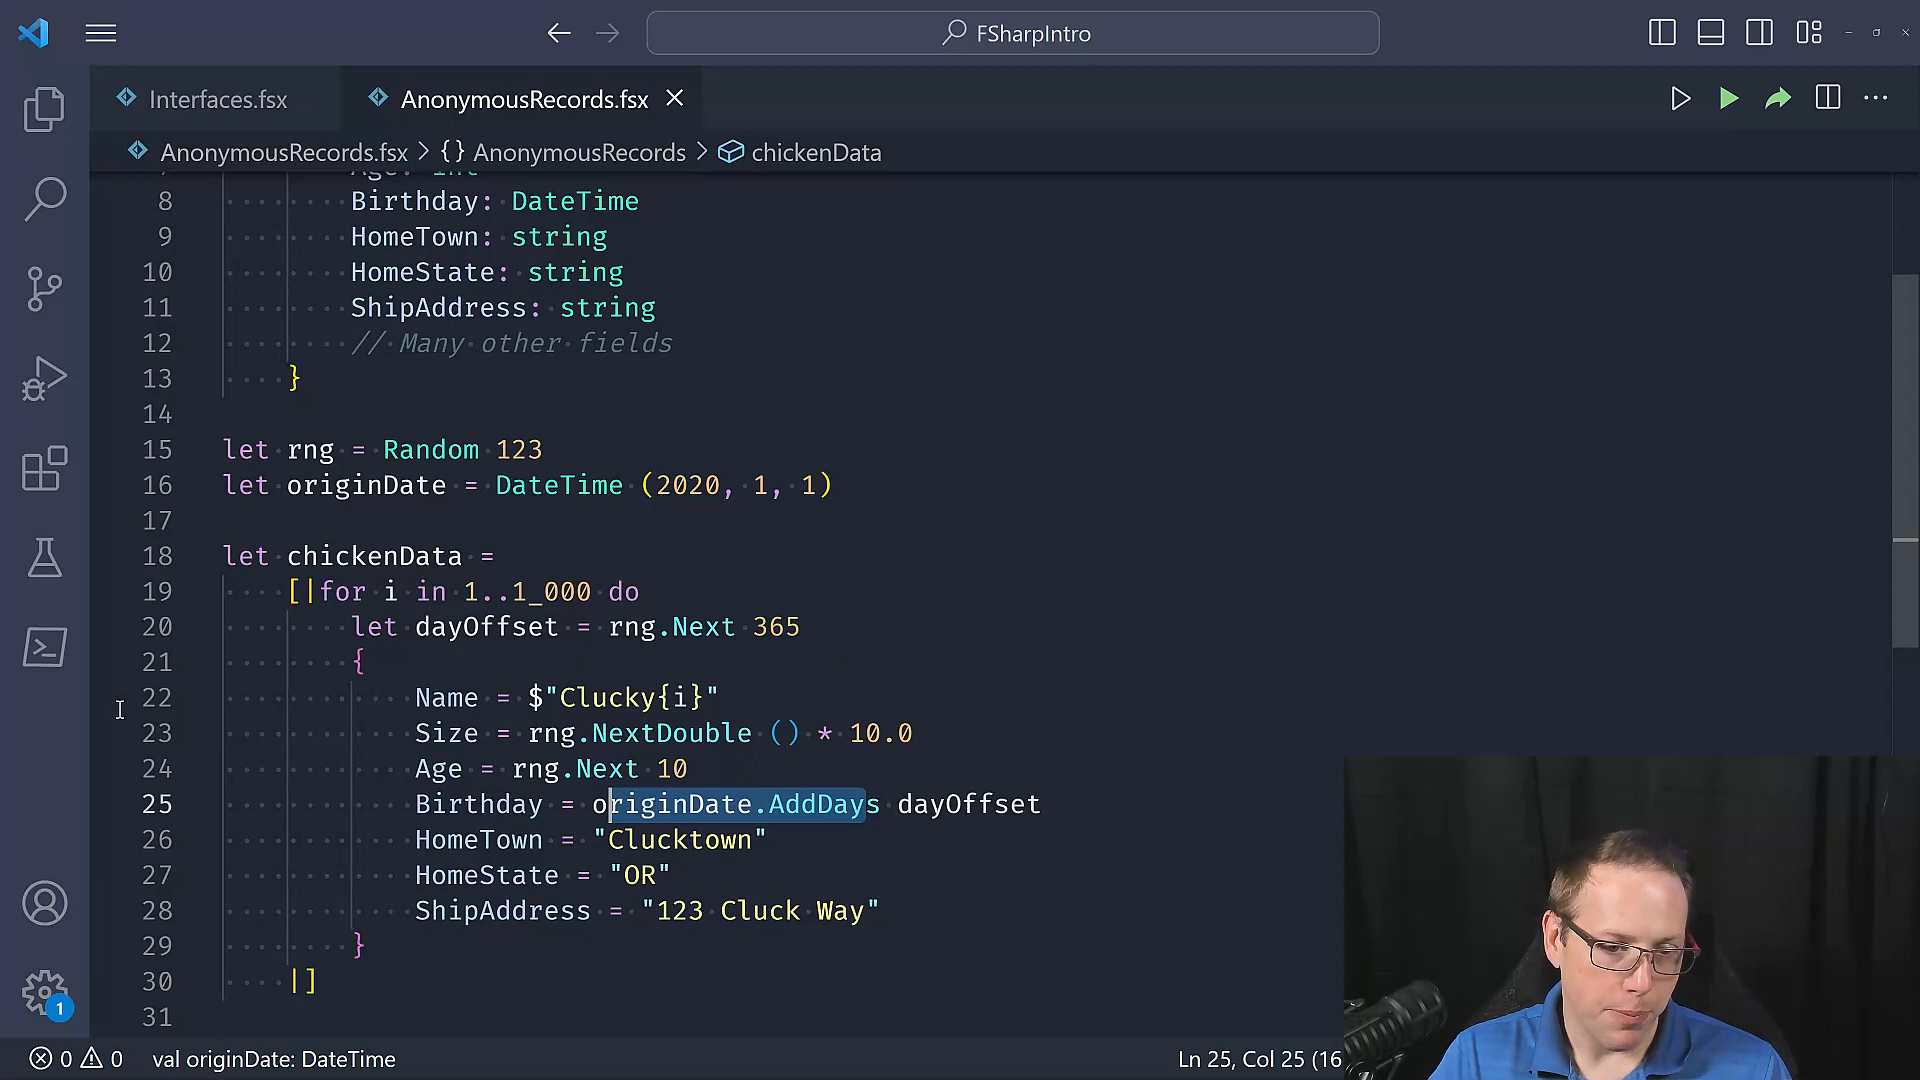 FSharpIntro
Interfaces.fsx
AnonymousRecords.fsx
AnonymousRecords.fsx > {} AnonymousRecords > chickenData
Age: int
8 Birthday: DateTime
9 HomeTown: string
10 HomeState: string
11 ShipAddress: string
12 // Many other fields
13 }
14
15 let rng = Random 123
16 let originDate = DateTime (2020, 1, 1)
17
18 let chickenData =
19 [|for i in 1..1_000 do
20 let dayOffset = rng.Next 365
21 {
22 Name = $"Clucky{i}"
23 Size = rng.NextDouble () * 10.0
24 Age = rng.Next 10
25 Birthday = originDate.AddDays dayOffset
26 HomeTown = "Clucktown"
27 HomeState = "OR"
28 ShipAddress = "123 Cluck Way"
29 }
30 |]
31
1
0 0 val originDate: DateTime
Ln 25, Col 25 (16